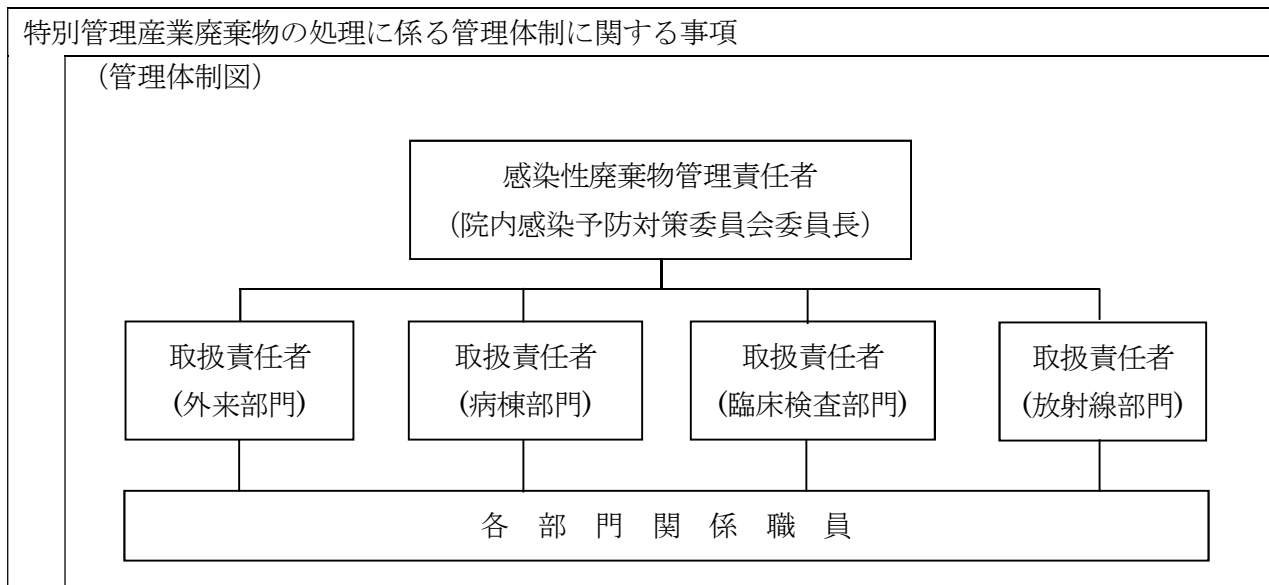 特別管理産業廃棄物の処理に係る管理体制に関する事項
（管理体制図）
感染性廃棄物管理責任者
（院内感染予防対策委員会委員長）
取扱責任者
(外来部門)
取扱責任者
(病棟部門)
取扱責任者
(臨床検査部門)
取扱責任者
(放射線部門)
各 部 門 関 係 職 員